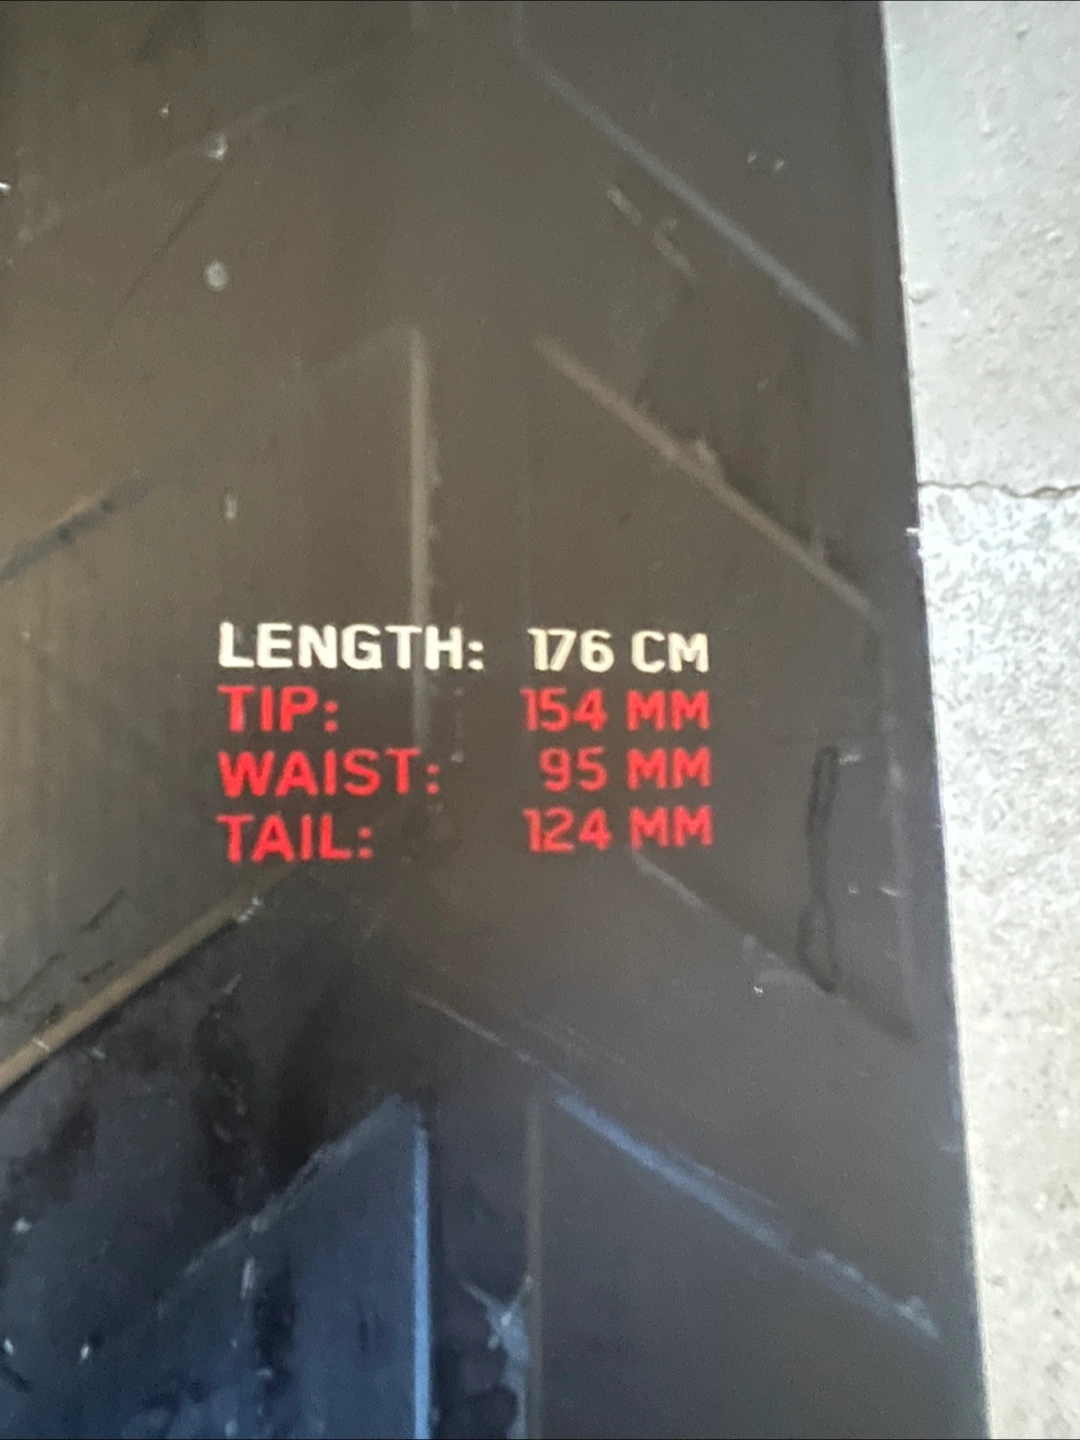 LENGTH: 176 CM
TIP: 154 MM
WAIST: 95 MM
TAIL: 124 MM